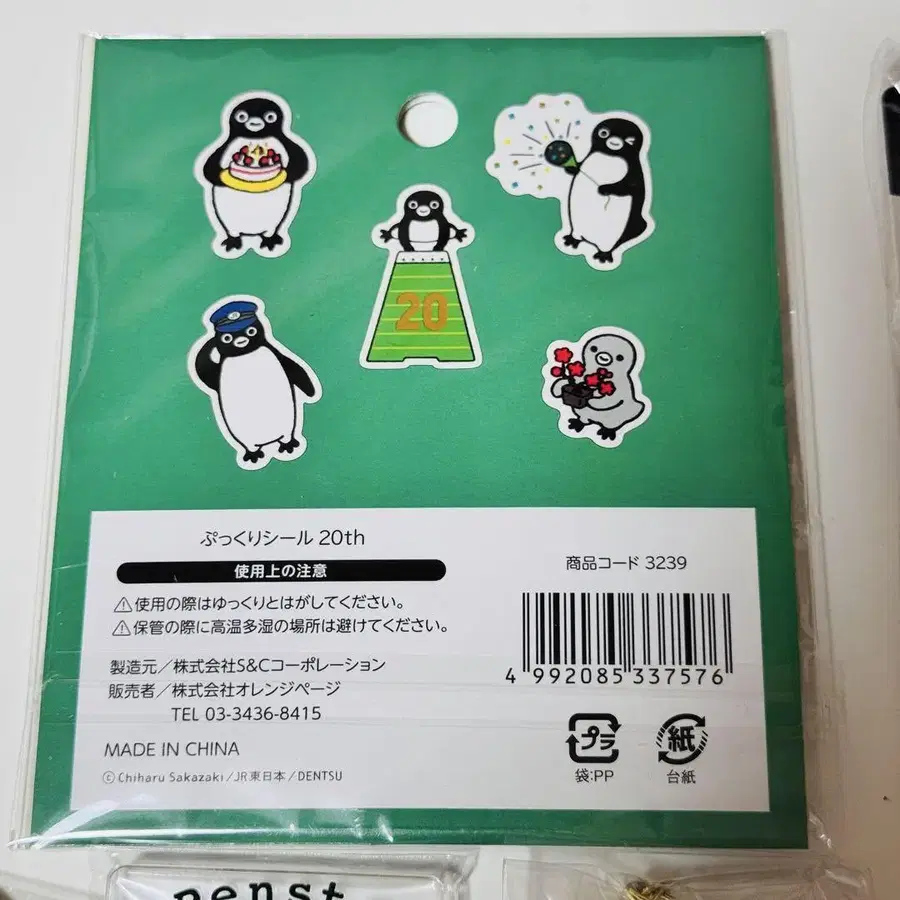 20
ぷっくりシール 20th
使用上の注意
⚠使用の際はゆっくりとはがしてください。
⚠保管の際に高温多湿の場所は避けてください。
製造元／株式会社S&Cコーポレーション
販売者／株式会社オレンジページ
TEL 03-3436-8415
MADE IN CHINA
©Chiharu Sakazaki/JR東日本/DENTSU
商品コード 3239
4 992085 337576
プラ
袋:PP
紙
台紙
penst